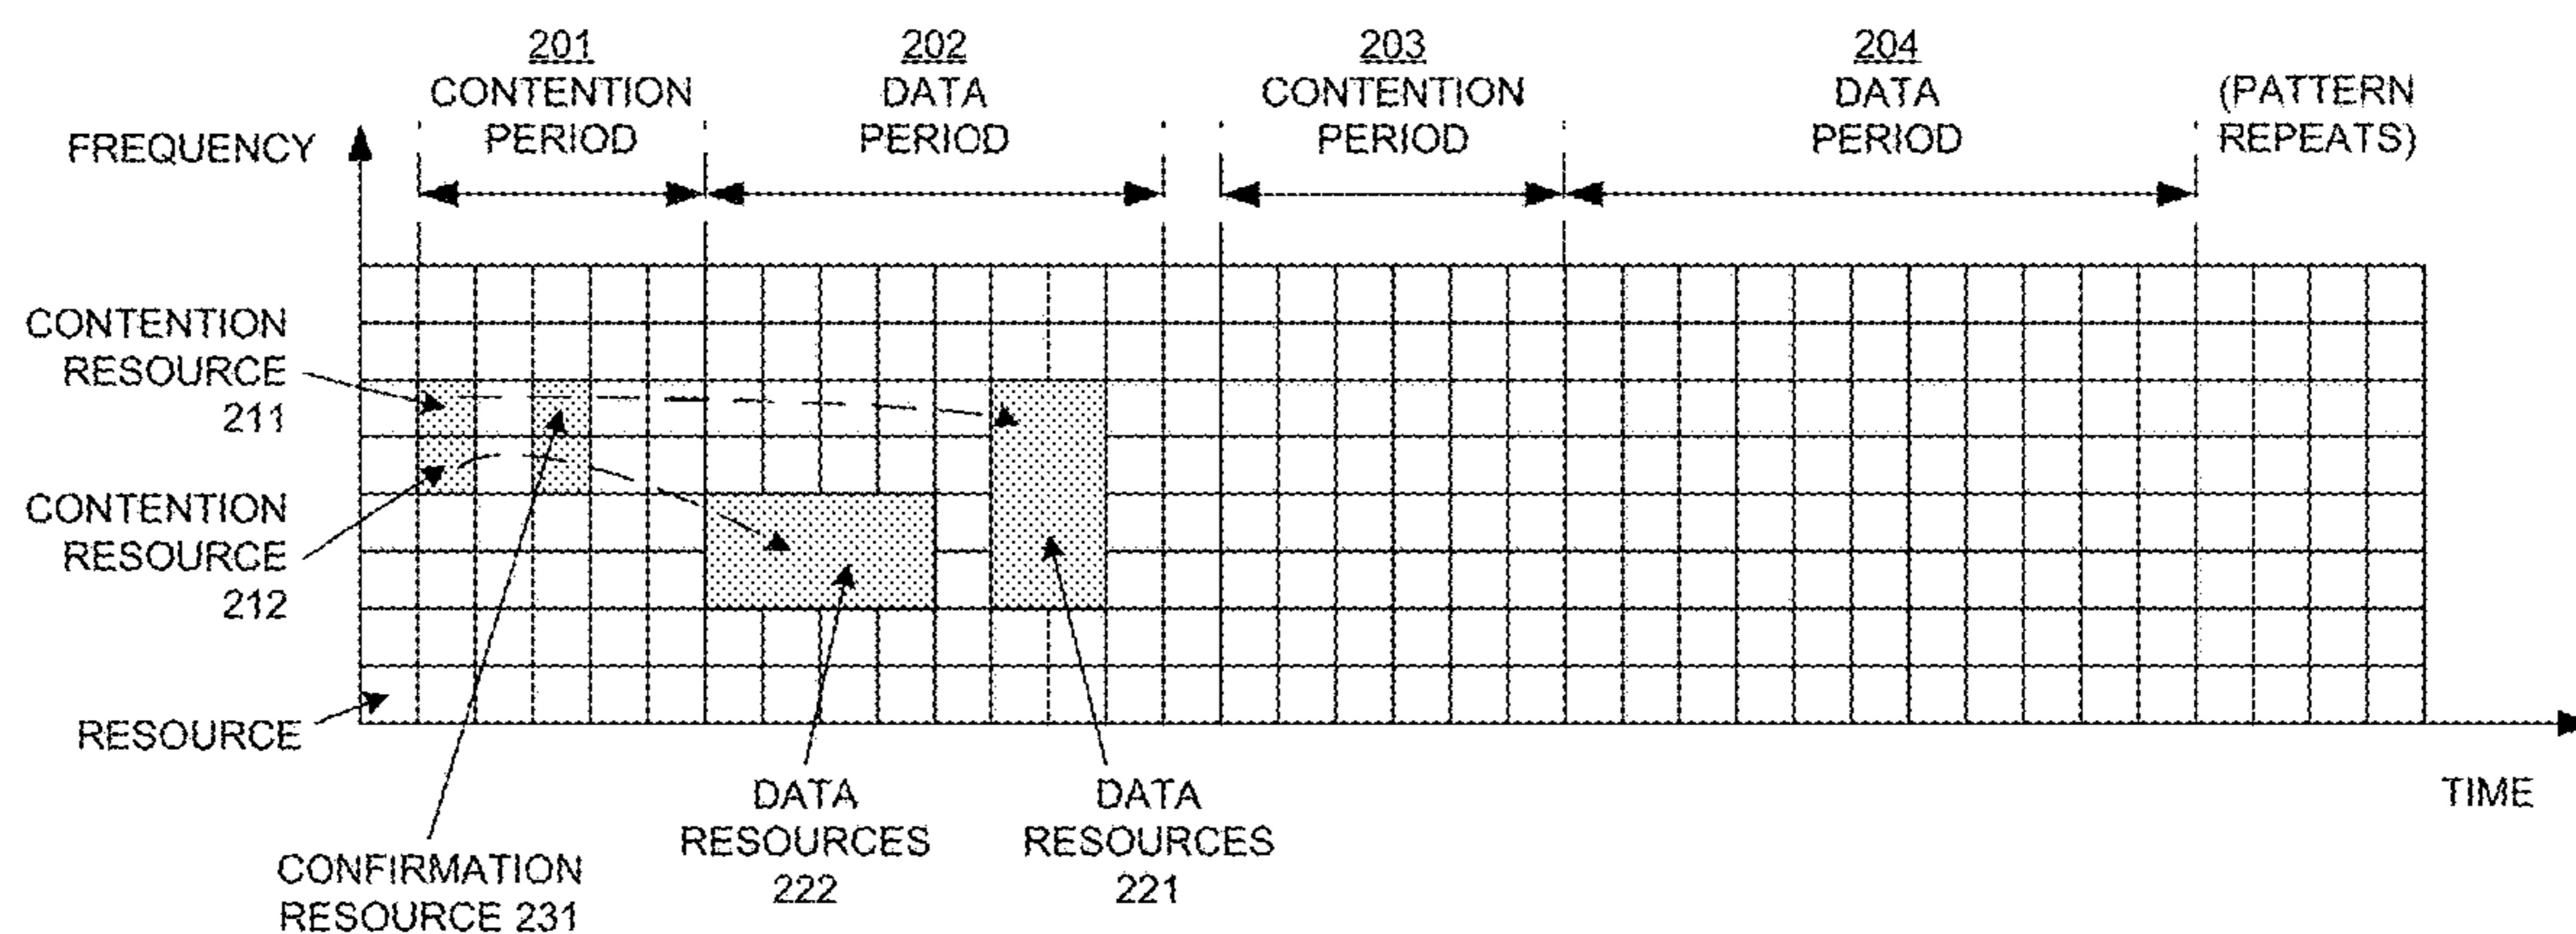 201
CONTENTION
PERIOD
202
DATA
PERIOD
203
CONTENTION
PERIOD
204
DATA
PERIOD
(PATTERN
REPEATS)
FREQUENCY
CONTENTION
RESOURCE
211
CONTENTION
RESOURCE
212
RESOURCE
CONFIRMATION
RESOURCE 231
DATA
RESOURCES
222
DATA
RESOURCES
221
TIME